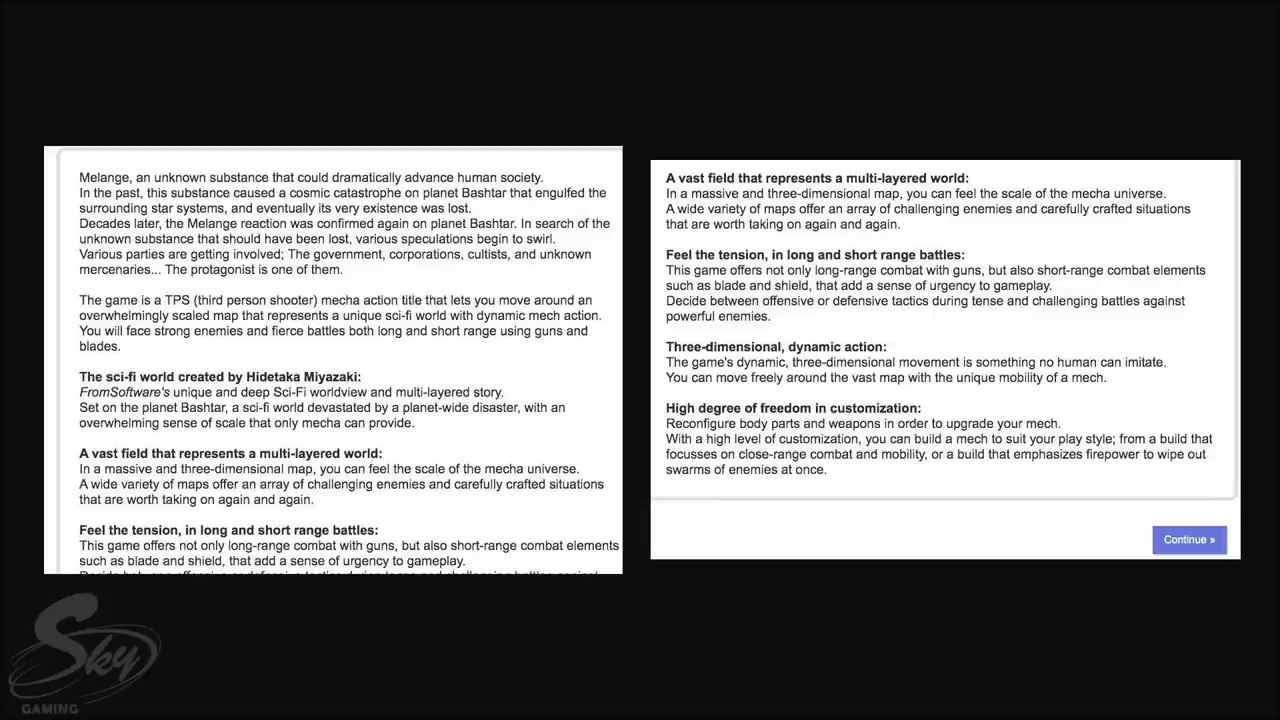 Melange, an unknown substance that could dramatically advance human society.
In the past, this substance caused a cosmic catastrophe on planet Bashtar that engulfed the
surrounding star systems, and eventually its very existence was lost.
Decades later, the Melange reaction was confirmed again on planet Bashtar. In search of the
unknown substance that should have been lost, various speculations begin to swirl.
Various parties are getting involved; The government, corporations, cultists, and unknown
mercenaries... The protagonist is one of them.
The game is a TPS (third person shooter) mecha action title that lets you move around an
overwhelmingly scaled map that represents a unique sci-fi world with dynamic mech action.
You will face strong enemies and fierce battles both long and short range using guns and
blades.
The sci-fi world created by Hidetaka Miyazaki:
FromSoftware's unique and deep Sci-Fi worldview and multi-layered story.
Set on the planet Bashtar, a sci-fi world devastated by a planet-wide disaster, with an
overwhelming sense of scale that only mecha can provide.
A vast field that represents a multi-layered world:
In a massive and three-dimensional map, you can feel the scale of the mecha universe.
A wide variety of maps offer an array of challenging enemies and carefully crafted situations
that are worth taking on again and again.
Feel the tension, in long and short range battles:
This game offers not only long-range combat with guns, but also short-range combat elements
such as blade and shield, that add a sense of urgency to gameplay.
Decide between offensive or defensive tactics during tense and challenging battles against
A vast field that represents a multi-layered world:
In a massive and three-dimensional map, you can feel the scale of the mecha universe.
A wide variety of maps offer an array of challenging enemies and carefully crafted situations
that are worth taking on again and again.
Feel the tension, in long and short range battles:
This game offers not only long-range combat with guns, but also short-range combat elements
such as blade and shield, that add a sense of urgency to gameplay.
Decide between offensive or defensive tactics during tense and challenging battles against
powerful enemies.
Three-dimensional, dynamic action:
The game's dynamic, three-dimensional movement is something no human can imitate.
You can move freely around the vast map with the unique mobility of a mech.
High degree of freedom in customization:
Reconfigure body parts and weapons in order to upgrade your mech.
With a high level of customization, you can build a mech to suit your play style; from a build that
focusses on close-range combat and mobility, or a build that emphasizes firepower to wipe out
swarms of enemies at once.
Continue »
Sky
GAMING